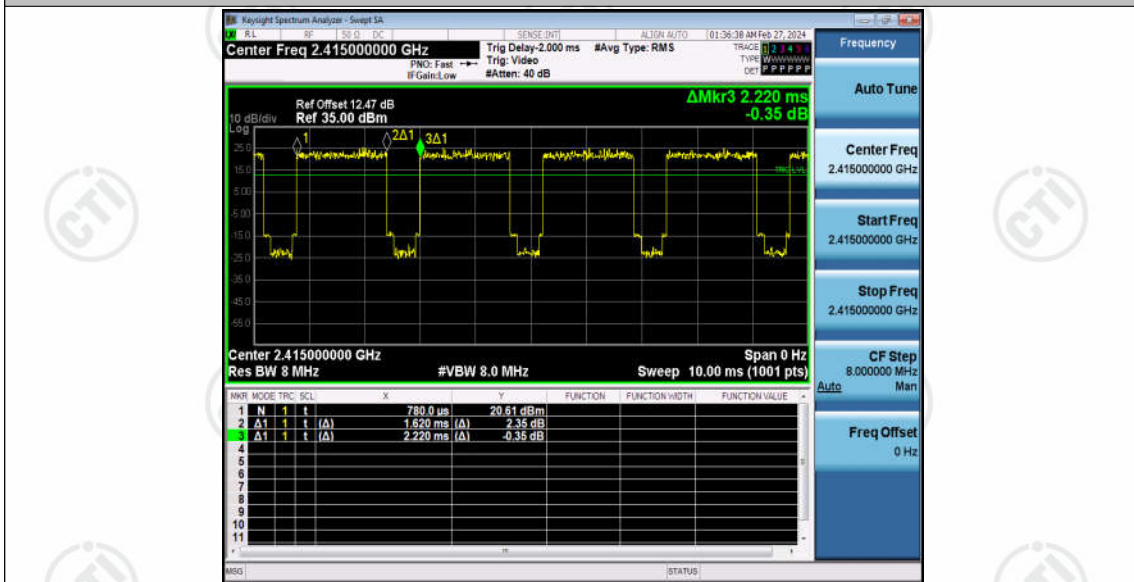 Keysight Spectrum Analyzer - Swept SA
RL RF 50 Ω DC SENSE:INT ALIGN AUTO 01:36:38 AM Feb 27, 2024
Center Freq 2.415000000 GHz
PNO: Fast
IFGain:Low
Trig Delay-2.000 ms
Trig: Video
#Atten: 40 dB
#Avg Type: RMS
TRACE 1 2 3 4 5 6
TYPE WWWWWW
DET P P P P P P
Frequency
Auto Tune
Center Freq
2.415000000 GHz
Start Freq
2.415000000 GHz
Stop Freq
2.415000000 GHz
CF Step
8.000000 MHz
Auto Man
Freq Offset
0 Hz
ΔMkr3 2.220 ms
-0.35 dB
Ref Offset 12.47 dB
10 dB/div Ref 35.00 dBm
Log
1 2Δ1 3Δ1
25.0
15.0
TRIG LVL
5.00
-5.00
-15.0
-25.0
-35.0
-45.0
-55.0
Center 2.415000000 GHz Span 0 Hz
Res BW 8 MHz #VBW 8.0 MHz Sweep 10.00 ms (1001 pts)
MKR MODE TRC SCL X Y FUNCTION FUNCTION WIDTH FUNCTION VALUE
1 N 1 t 780.0 µs 20.61 dBm
2 Δ1 1 t (Δ) 1.620 ms (Δ) 2.35 dB
3 Δ1 1 t (Δ) 2.220 ms (Δ) -0.35 dB
4
5
6
7
8
9
10
11
MSG STATUS
CTI
CTI